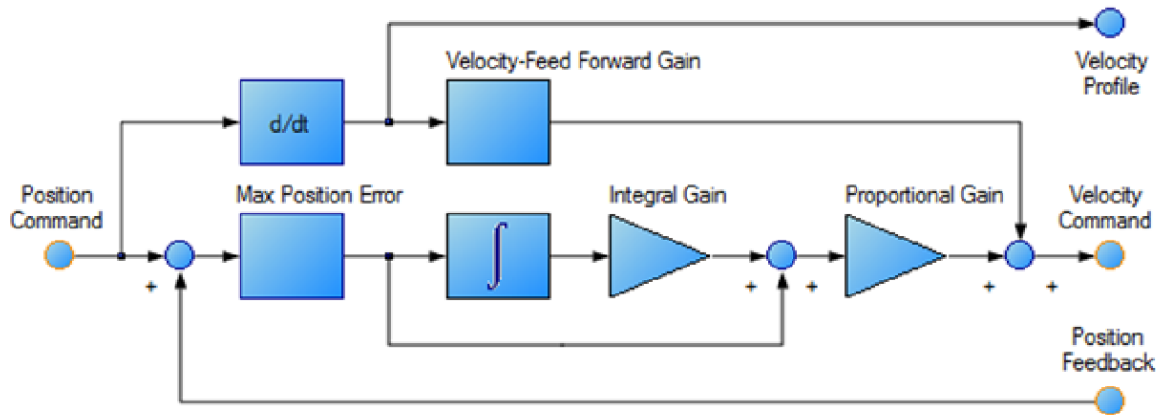 Velocity-Feed Forward Gain
Velocity
Profile
d/dt
Position
Command
Max Position Error
Integral Gain
Proportional Gain
Velocity
Command
∫
+
+
+
+
+
Position
Feedback